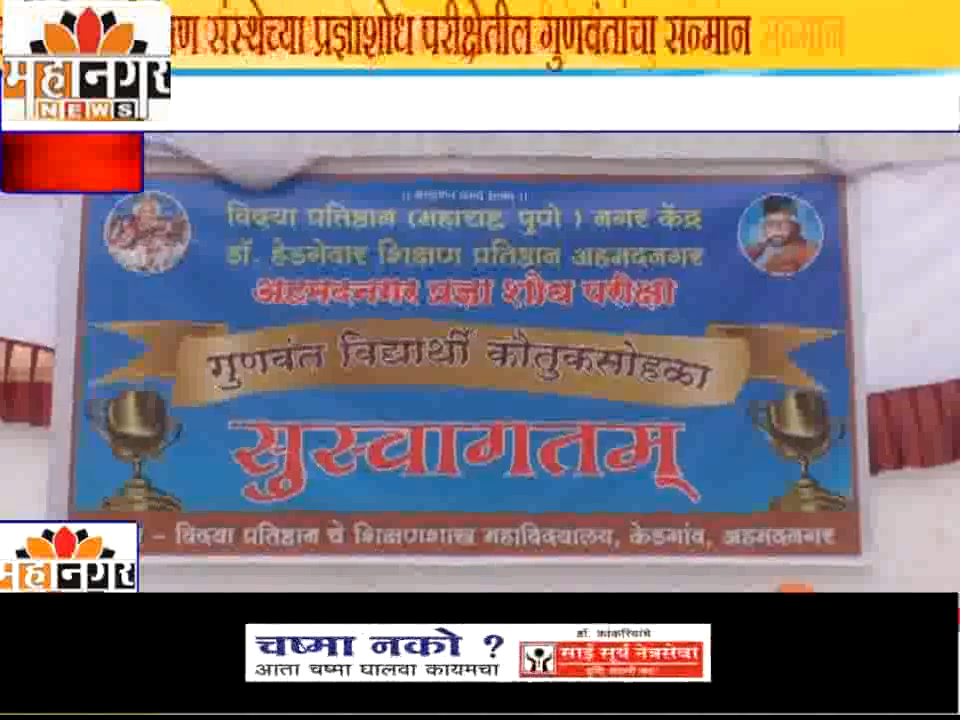 ण संस्थेच्या प्रज्ञाशोध परीक्षेतील गुणवंतांचा सन्मान
महानगर
NEWS
विद्या प्रतिष्ठान (महाराष्ट्र, पुणे ) नगर केंद्र
डॉ. हेडगेवार शिक्षण प्रतिष्ठान अहमदनगर
अहमदनगर प्रज्ञा शोध परीक्षा
गुणवंत विद्यार्थी कौतुकसोहळा
सुस्वागतम्
- विद्या प्रतिष्ठान चे शिक्षणशास्त्र महाविद्यालय, केडगांव, अहमदनगर
महानगर
चष्मा नको ?
आता चष्मा घालवा कायमचा
डॉ. कांकरियांचे
साई सूर्य नेत्रसेवा